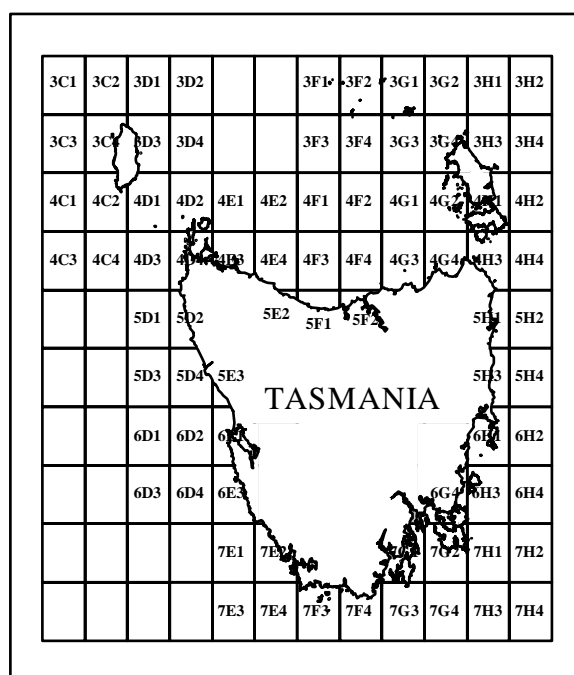 3C1 3C2 3D1 3D2 3F1 3F2 3G1 3G2 3H1 3H2
3C3 3C4 3D3 3D4 3F3 3F4 3G3 3G4 3H3 3H4
4C1 4C2 4D1 4D2 4E1 4E2 4F1 4F2 4G1 4G2 4H1 4H2
4C3 4C4 4D3 4D4 4E3 4E4 4F3 4F4 4G3 4G4 4H3 4H4
5D1 5D2 5E2 5F1 5F2 5H1 5H2
5D3 5D4 5E3 5H3 5H4
TASMANIA
6D1 6D2 6E1 6H1 6H2
6D3 6D4 6E3 6G4 6H3 6H4
7E1 7E2 7G1 7G2 7H1 7H2
7E3 7E4 7F3 7F4 7G3 7G4 7H3 7H4